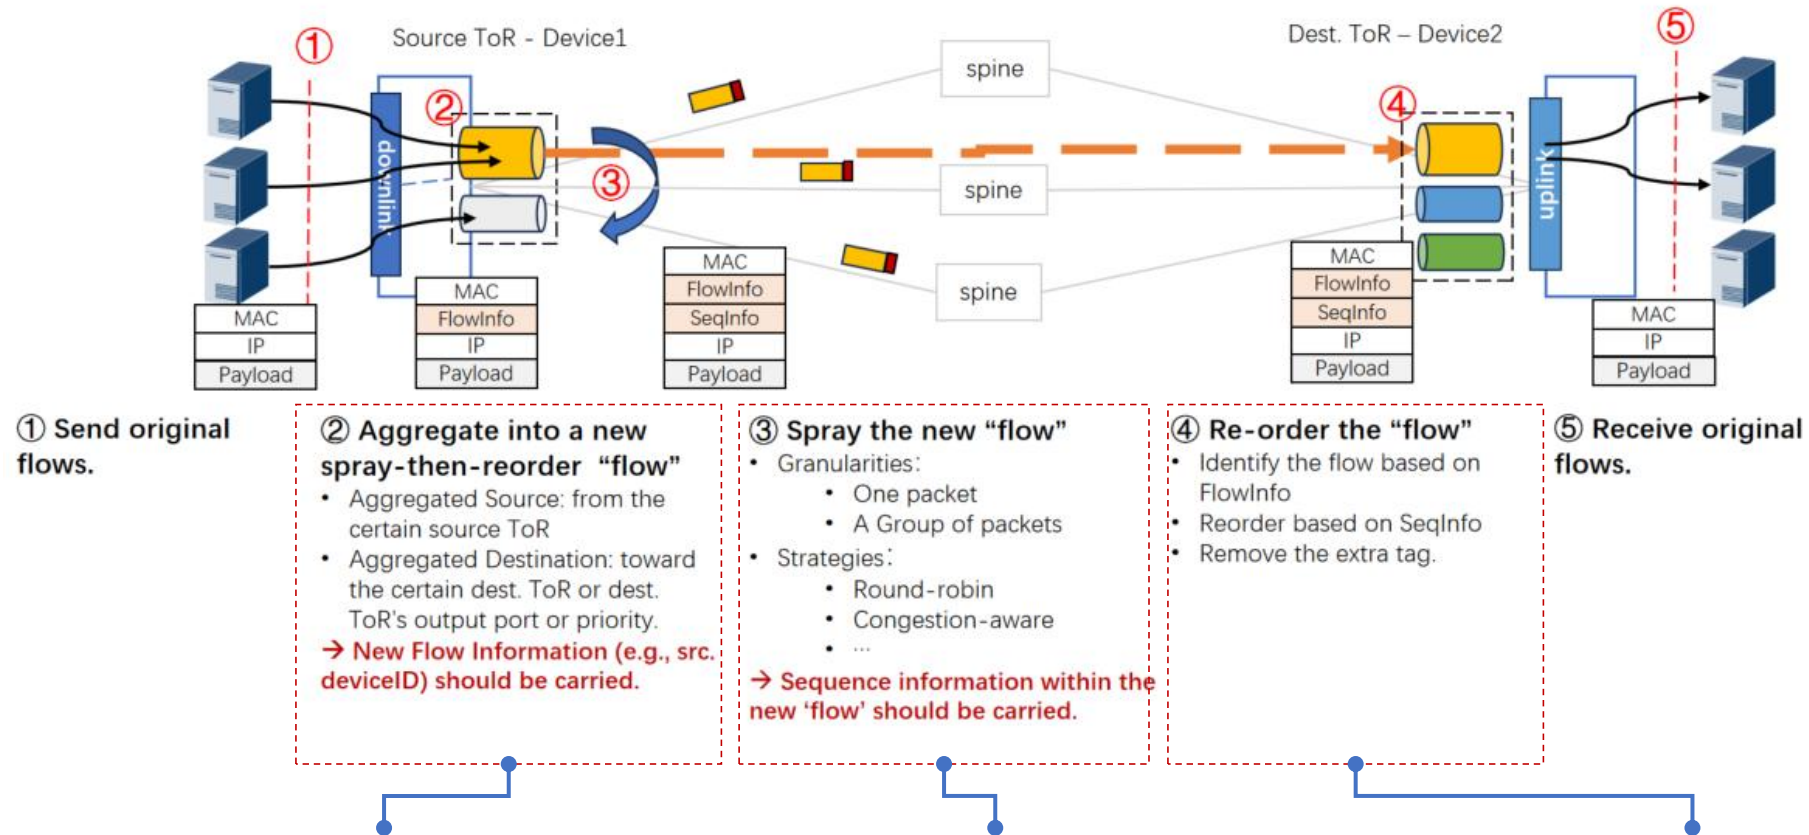 ①
Source ToR - Device1
②
downlink
③
spine
spine
spine
Dest. ToR – Device2
④
uplink
⑤
MAC
IP
Payload
MAC
FlowInfo
IP
Payload
MAC
FlowInfo
SeqInfo
IP
Payload
MAC
FlowInfo
SeqInfo
IP
Payload
MAC
IP
Payload
① Send original
flows.
② Aggregate into a new
spray-then-reorder “flow”
• Aggregated Source: from the
certain source ToR
• Aggregated Destination: toward
the certain dest. ToR or dest.
ToR's output port or priority.
→ New Flow Information (e.g., src.
deviceID) should be carried.
③ Spray the new “flow”
• Granularities:
• One packet
• A Group of packets
• Strategies:
• Round-robin
• Congestion-aware
• ...
→ Sequence information within the
new ‘flow’ should be carried.
④ Re-order the “flow”
• Identify the flow based on
FlowInfo
• Reorder based on SeqInfo
• Remove the extra tag.
⑤ Receive original
flows.